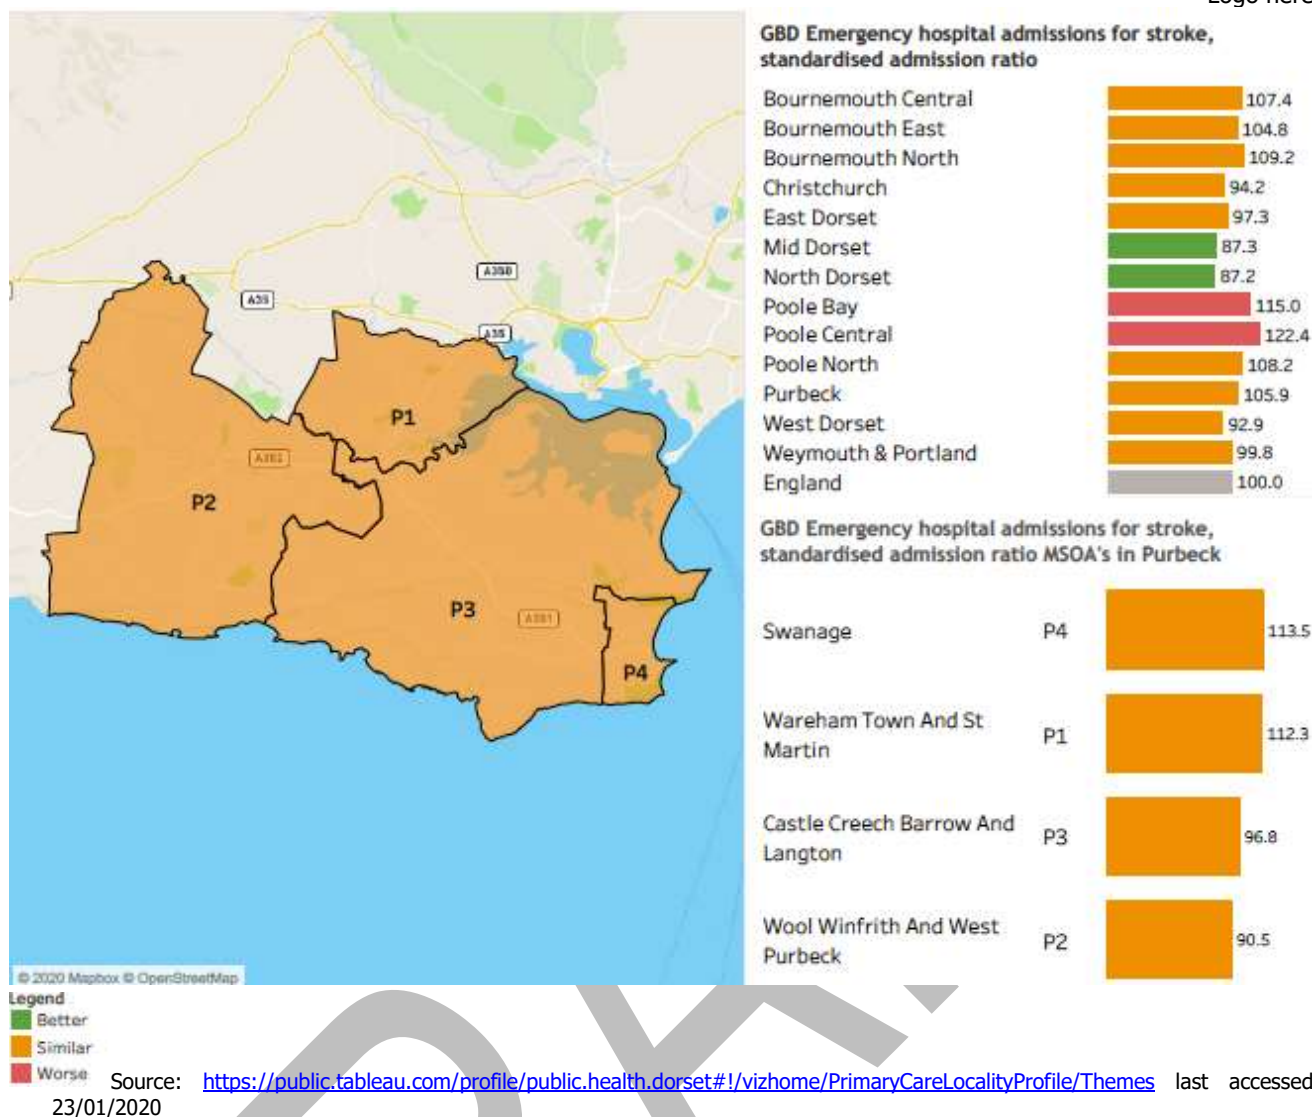 Logo here
GBD Emergency hospital admissions for stroke,
standardised admission ratio
Bournemouth Central 107.4
Bournemouth East 104.8
Bournemouth North 109.2
Christchurch 94.2
East Dorset 97.3
Mid Dorset 87.3
North Dorset 87.2
Poole Bay 115.0
Poole Central 122.4
Poole North 108.2
Purbeck 105.9
West Dorset 92.9
Weymouth & Portland 99.8
England 100.0
GBD Emergency hospital admissions for stroke,
standardised admission ratio MSOA's in Purbeck
Swanage P4 113.5
Wareham Town And St
Martin P1 112.3
Castle Creech Barrow And
Langton P3 96.8
Wool Winfrith And West
Purbeck P2 90.5
A350
A35
A35
P1
A352
P2
P3
A351
P4
© 2020 Mapbox © OpenStreetMap
Legend
Better
Similar
Worse
Source: https://public.tableau.com/profile/public.health.dorset#!/vizhome/PrimaryCareLocalityProfile/Themes last accessed
23/01/2020